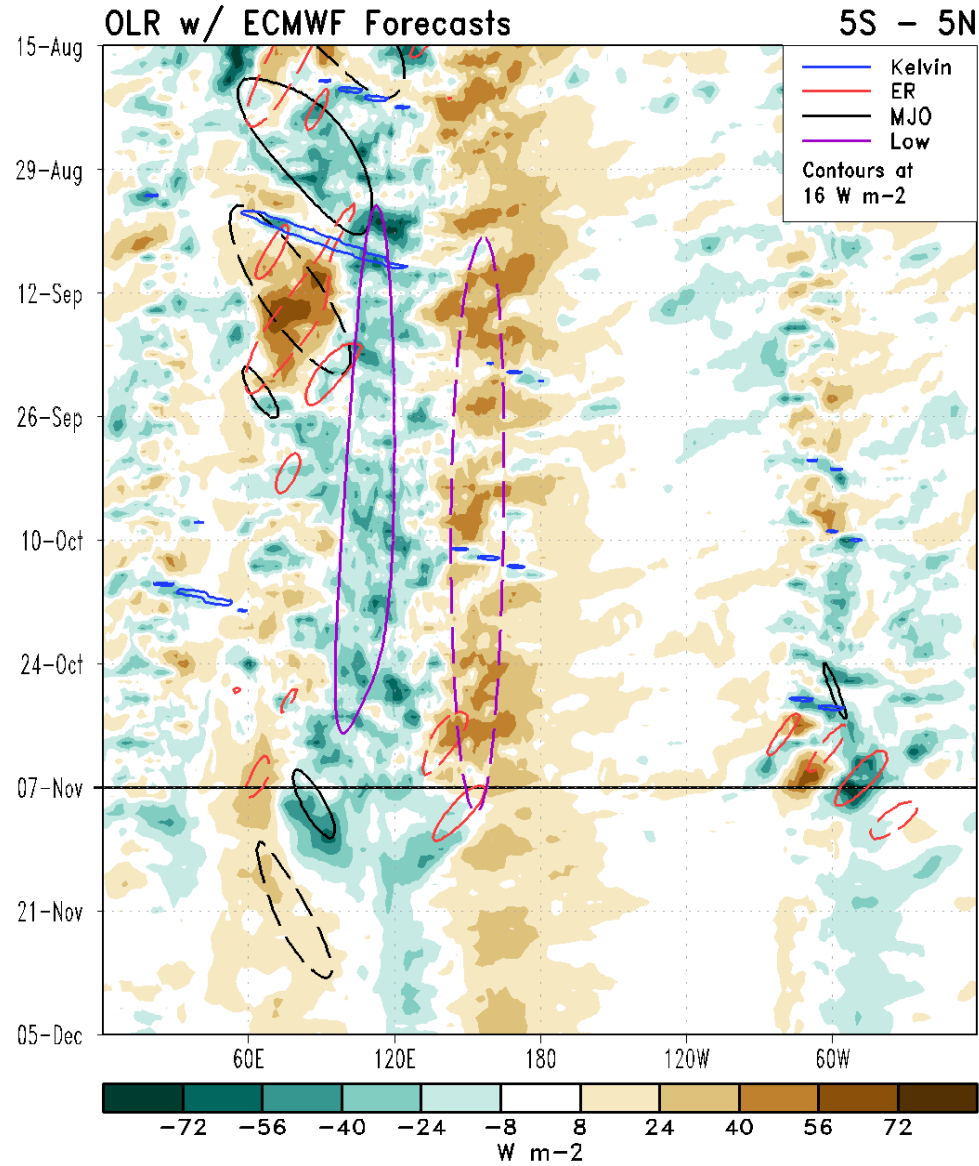 OLR w/ ECMWF Forecasts 5S - 5N
15-Aug
29-Aug
12-Sep
26-Sep
10-Oct
24-Oct
07-Nov
21-Nov
05-Dec
Kelvin
ER
MJO
Low
Contours at
16 W m-2
60E 120E 180 120W 60W
-72 -56 -40 -24 -8 8 24 40 56 72
W m-2